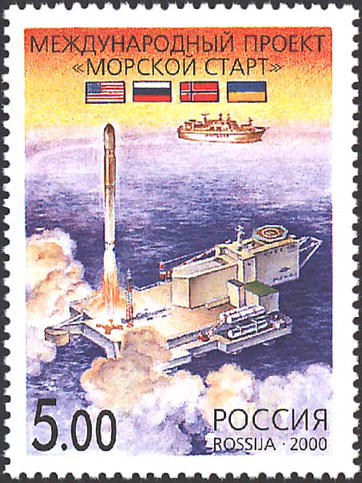 МЕЖДУНАРОДНЫЙ ПРОЕКТ
«МОРСКОЙ СТАРТ»
5.00
РОССИЯ
ROSSIJA · 2000